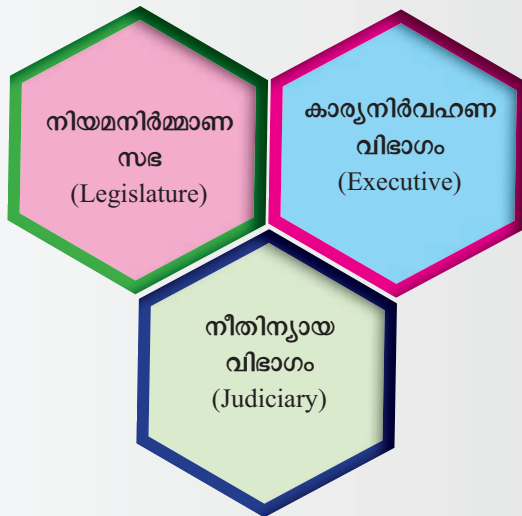 നിയമനിർമ്മാണ
സഭ
(Legislature)
കാര്യനിർവഹണ
വിഭാഗം
(Executive)
നീതിന്യായ
വിഭാഗം
(Judiciary)